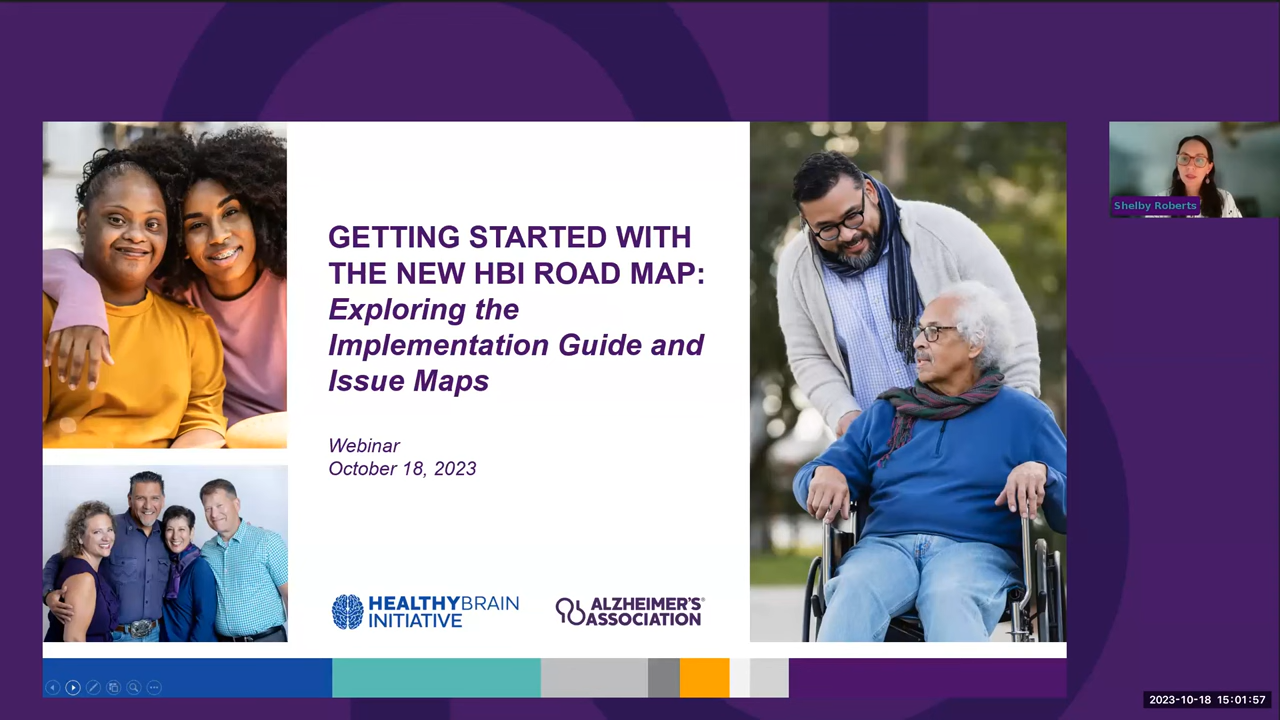 GETTING STARTED WITH
THE NEW HBI ROAD MAP:
Exploring the
Implementation Guide and
Issue Maps
Webinar
October 18, 2023
HEALTHYBRAIN
INITIATIVE
ALZHEIMER'S®
ASSOCIATION
Shelby Roberts
2023-10-18 15:01:57